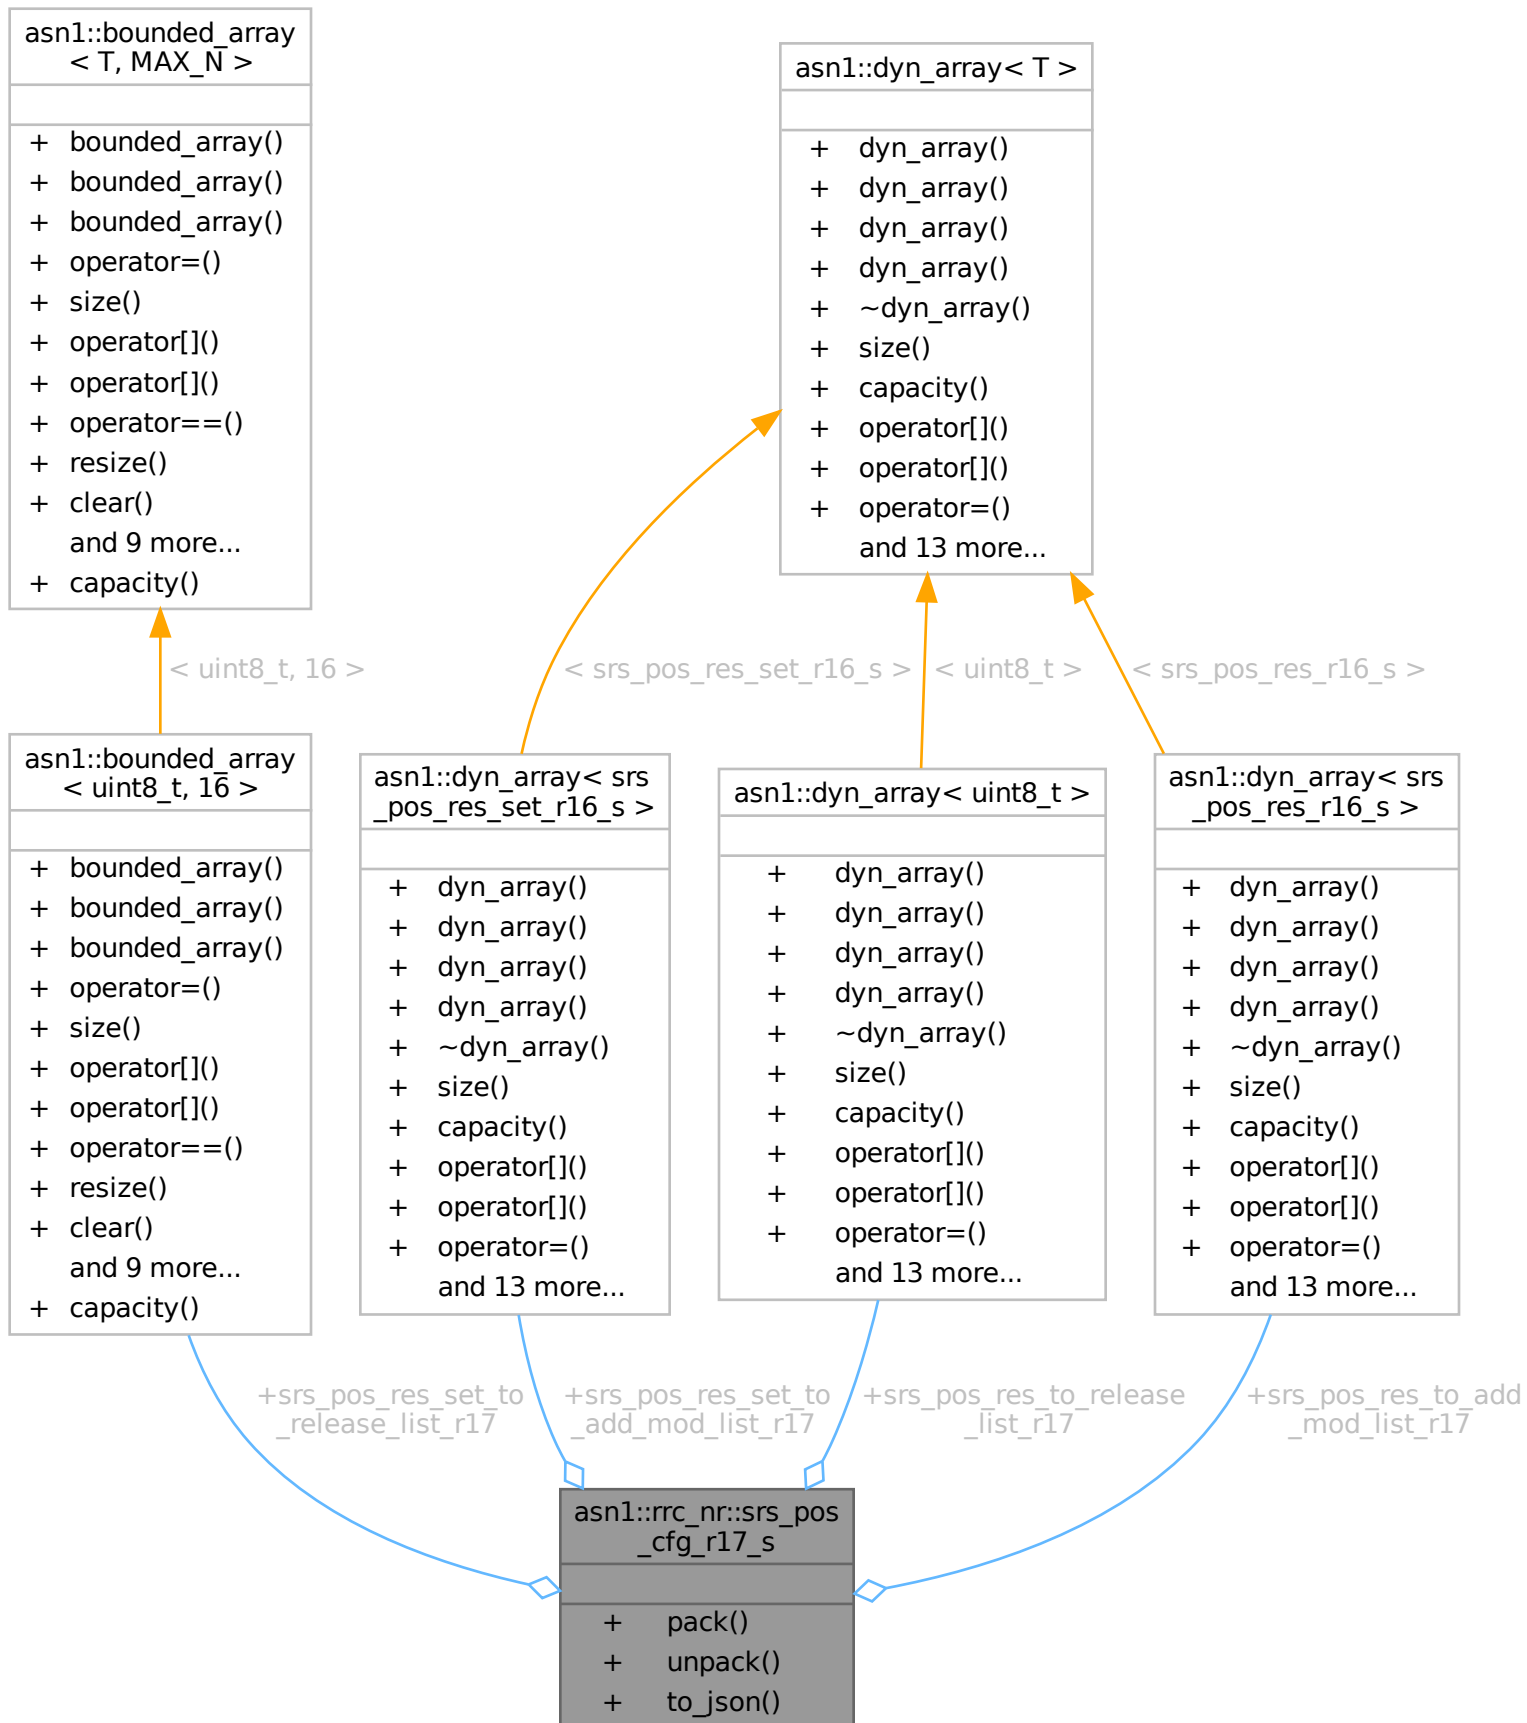 asn1::bounded_array
< T, MAX_N >
+ bounded_array()
+ bounded_array()
+ bounded_array()
+ operator=()
+ size()
+ operator[]()
+ operator[]()
+ operator==()
+ resize()
+ clear()
and 9 more...
+ capacity()
asn1::dyn_array< T >
+ dyn_array()
+ dyn_array()
+ dyn_array()
+ dyn_array()
+ ~dyn_array()
+ size()
+ capacity()
+ operator[]()
+ operator[]()
+ operator=()
and 13 more...
< uint8_t, 16 >
< srs_pos_res_set_r16_s >
< uint8_t >
< srs_pos_res_r16_s >
asn1::bounded_array
< uint8_t, 16 >
+ bounded_array()
+ bounded_array()
+ bounded_array()
+ operator=()
+ size()
+ operator[]()
+ operator[]()
+ operator==()
+ resize()
+ clear()
and 9 more...
+ capacity()
asn1::dyn_array< srs
_pos_res_set_r16_s >
+ dyn_array()
+ dyn_array()
+ dyn_array()
+ dyn_array()
+ ~dyn_array()
+ size()
+ capacity()
+ operator[]()
+ operator[]()
+ operator=()
and 13 more...
asn1::dyn_array< uint8_t >
+ dyn_array()
+ dyn_array()
+ dyn_array()
+ dyn_array()
+ ~dyn_array()
+ size()
+ capacity()
+ operator[]()
+ operator[]()
+ operator=()
and 13 more...
asn1::dyn_array< srs
_pos_res_r16_s >
+ dyn_array()
+ dyn_array()
+ dyn_array()
+ dyn_array()
+ ~dyn_array()
+ size()
+ capacity()
+ operator[]()
+ operator[]()
+ operator=()
and 13 more...
+srs_pos_res_set_to
_release_list_r17
+srs_pos_res_set_to
_add_mod_list_r17
+srs_pos_res_to_release
_list_r17
+srs_pos_res_to_add
_mod_list_r17
asn1::rrc_nr::srs_pos
_cfg_r17_s
+ pack()
+ unpack()
+ to_json()